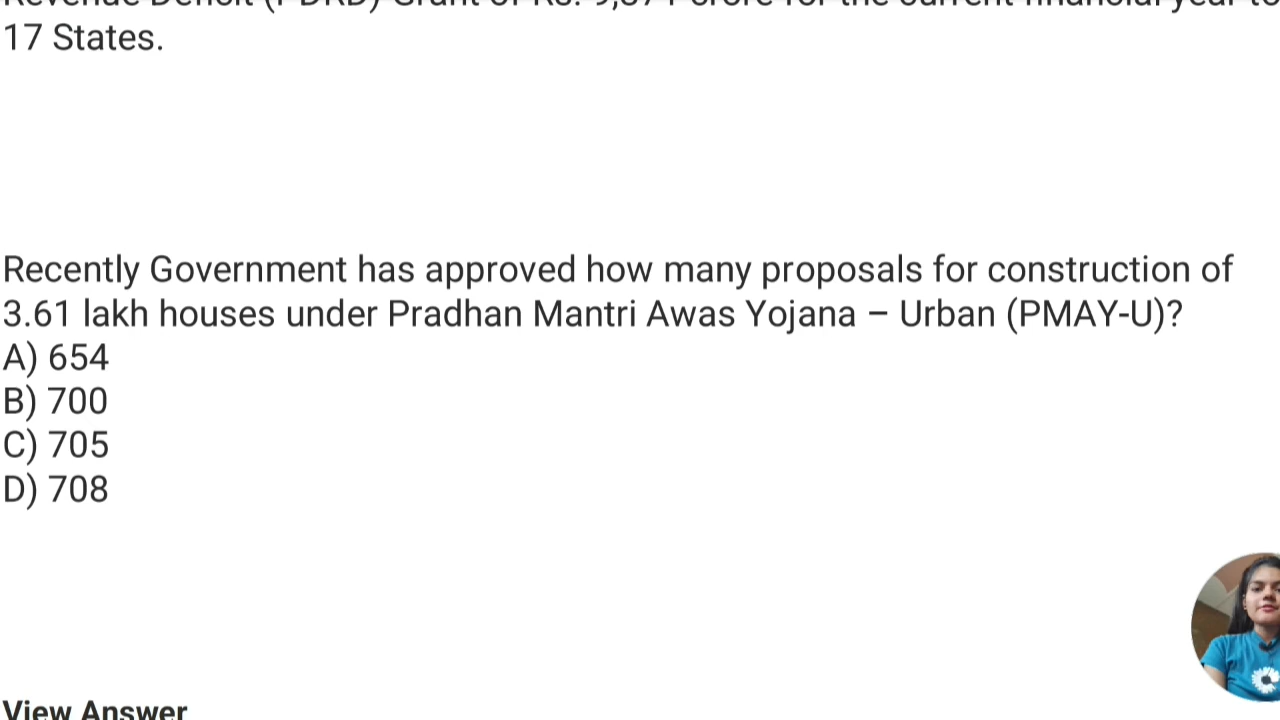 17 States.
Recently Government has approved how many proposals for construction of
3.61 lakh houses under Pradhan Mantri Awas Yojana – Urban (PMAY-U)?
A) 654
B) 700
C) 705
D) 708
View Answer